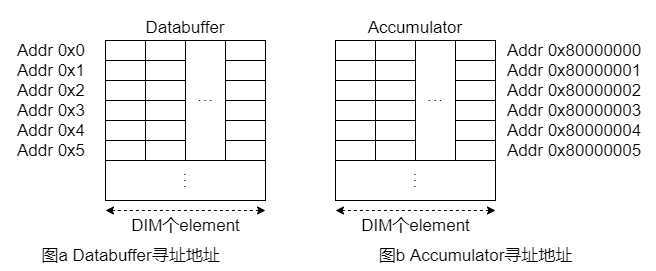 Databuffer
Accumulator
Addr 0x0
Addr 0x80000000
Addr 0x1
Addr 0x80000001
Addr 0x2
Addr 0x80000002
Addr 0x3
Addr 0x80000003
Addr 0x4
Addr 0x80000004
Addr 0x5
Addr 0x80000005
...
...
⋮
⋮
DIM个element
DIM个element
图a Databuffer寻址地址
图b Accumulator寻址地址